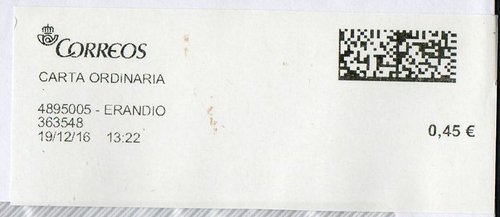 CORREOS
CARTA ORDINARIA
4895005 - ERANDIO
363548
19/12/16 13:22
0,45 €